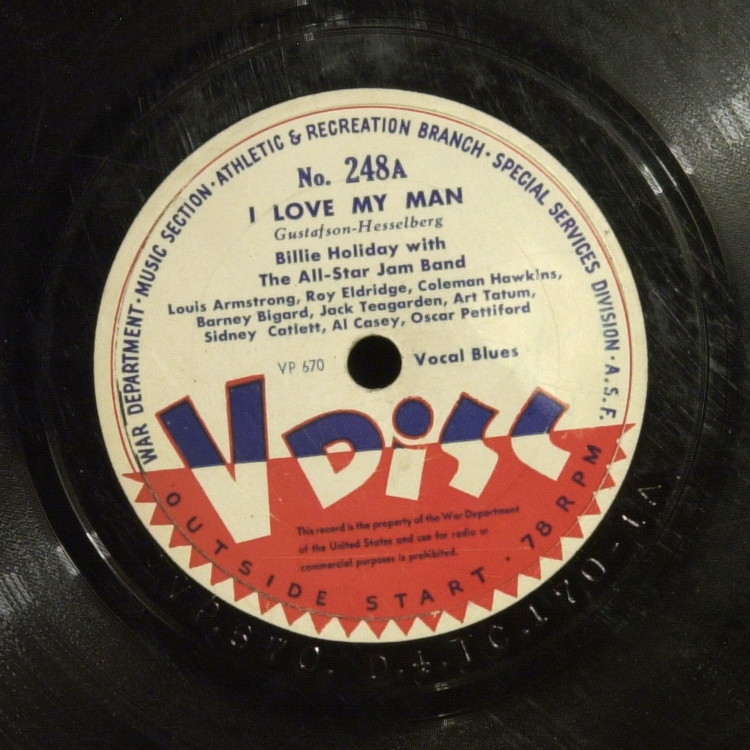 WAR DEPARTMENT · MUSIC SECTION · ATHLETIC & RECREATION BRANCH · SPECIAL SERVICES DIVISION · A.S.F.
No. 248A
I LOVE MY MAN
Gustafson-Hesselberg
Billie Holiday with
The All-Star Jam Band
Louis Armstrong, Roy Eldridge, Coleman Hawkins,
Barney Bigard, Jack Teagarden, Art Tatum,
Sidney Catlett, Al Casey, Oscar Pettiford
VP 670
Vocal Blues
V DISC
This record is the property of the War Department
of the United States and use for radio or
commercial purposes is prohibited.
OUTSIDE START · 78 RPM